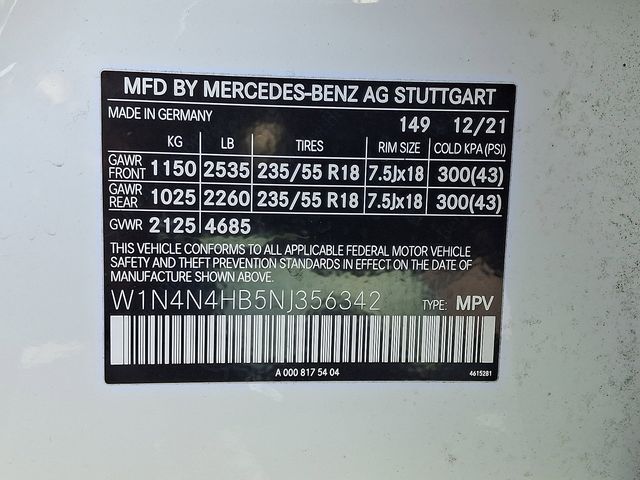 MFD BY MERCEDES-BENZ AG STUTTGART
MADE IN GERMANY 149 12/21
KG LB TIRES RIM SIZE COLD KPA (PSI)
GAWR FRONT 1150 2535 235/55 R18 7.5Jx18 300(43)
GAWR REAR 1025 2260 235/55 R18 7.5Jx18 300(43)
GVWR 2125 4685
THIS VEHICLE CONFORMS TO ALL APPLICABLE FEDERAL MOTOR VEHICLE
SAFETY AND THEFT PREVENTION STANDARDS IN EFFECT ON THE DATE OF
MANUFACTURE SHOWN ABOVE.
W1N4N4HB5NJ356342 TYPE: MPV
A 000 817 54 04 4615281